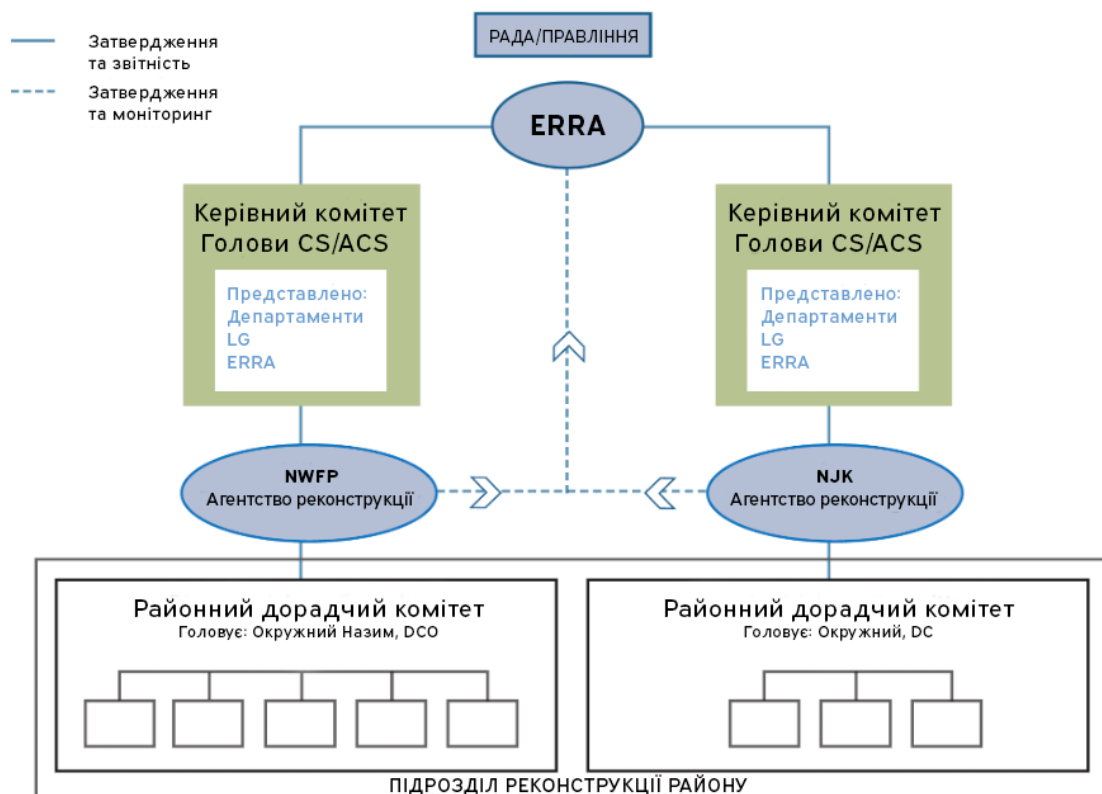 Затвердження
та звітність
Затвердження
та моніторинг
РАДА/ПРАВЛІННЯ
ERRA
Керівний комітет
Голови CS/ACS
Представлено:
Департаменти
LG
ERRA
Керівний комітет
Голови CS/ACS
Представлено:
Департаменти
LG
ERRA
NWFP
Агентство реконструкції
NJK
Агентство реконструкції
Районний дорадчий комітет
Головує: Окружний Назим, DCO
Районний дорадчий комітет
Головує: Окружний, DC
ПІДРОЗДІЛ РЕКОНСТРУКЦІЇ РАЙОНУ